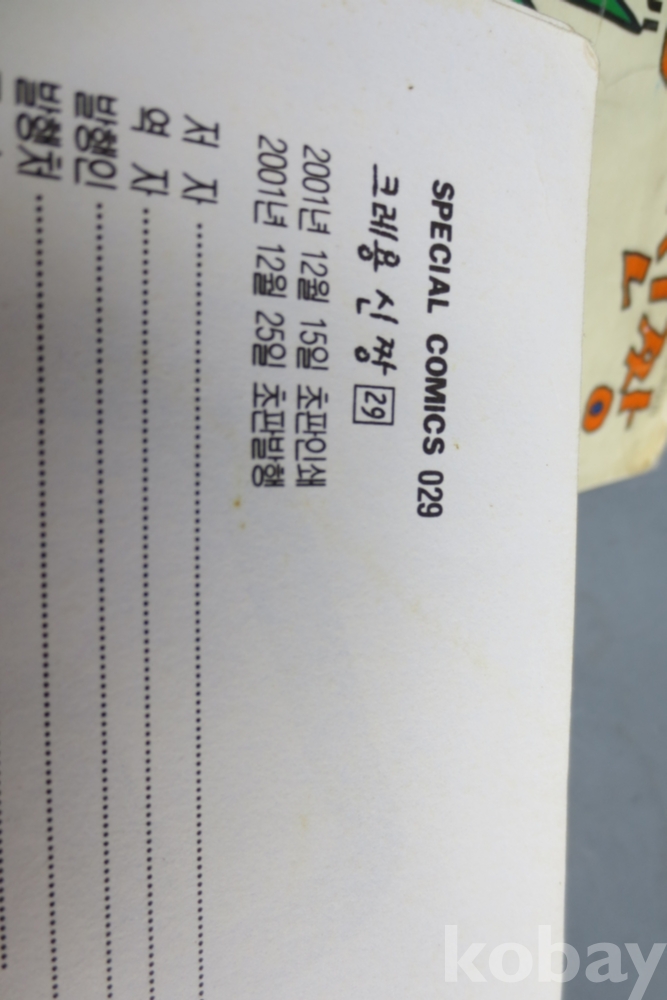 SPECIAL COMICS 029
크레용 신짱 29
2001년 12월 15일 초판인쇄
2001년 12월 25일 초판발행
저 자
역 자
발행인
발행처
kobay